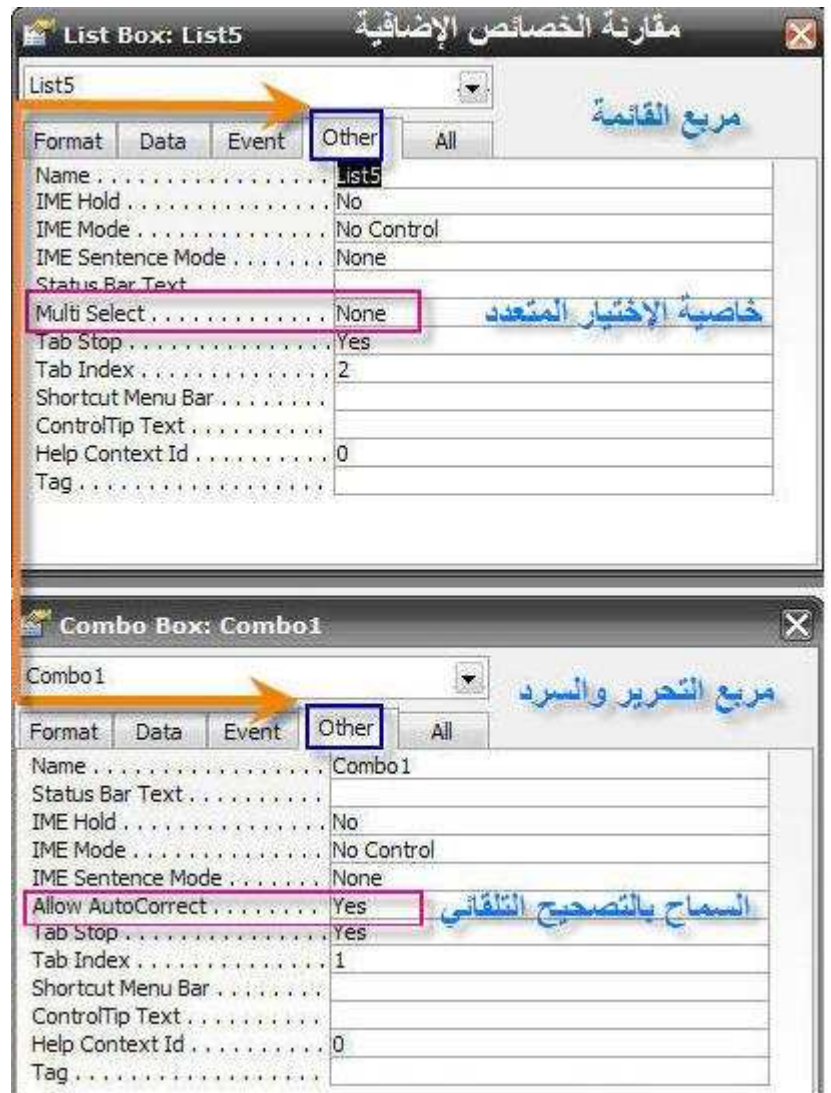 List Box: List5 مقارنة الخصائص الإضافية
List5
مربع القائمة
Format Data Event Other All
Name . . . . . . . . . . . . . . . . . List5
IME Hold . . . . . . . . . . . . . . . No
IME Mode . . . . . . . . . . . . . . No Control
IME Sentence Mode . . . . . . . None
Status Bar Text
Multi Select . . . . . . . . . . . . . None خاصية الإختيار المتعدد
Tab Stop . . . . . . . . . . . . . . . Yes
Tab Index . . . . . . . . . . . . . . 2
Shortcut Menu Bar . . . . . . . .
ControlTip Text . . . . . . . . . .
Help Context Id . . . . . . . . . . 0
Tag . . . . . . . . . . . . . . . . . .
Combo Box: Combo1
Combo1
مربع التحرير والسرد
Format Data Event Other All
Name . . . . . . . . . . . . . . . . . Combo1
Status Bar Text . . . . . . . . . .
IME Hold . . . . . . . . . . . . . . . No
IME Mode . . . . . . . . . . . . . . No Control
IME Sentence Mode . . . . . . . None
Allow AutoCorrect . . . . . . . . Yes السماح بالتصحيح التلقائي
Tab Stop . . . . . . . . . . . . . . . Yes
Tab Index . . . . . . . . . . . . . . 1
Shortcut Menu Bar . . . . . . . .
ControlTip Text . . . . . . . . . .
Help Context Id . . . . . . . . . . 0
Tag . . . . . . . . . . . . . . . . . .